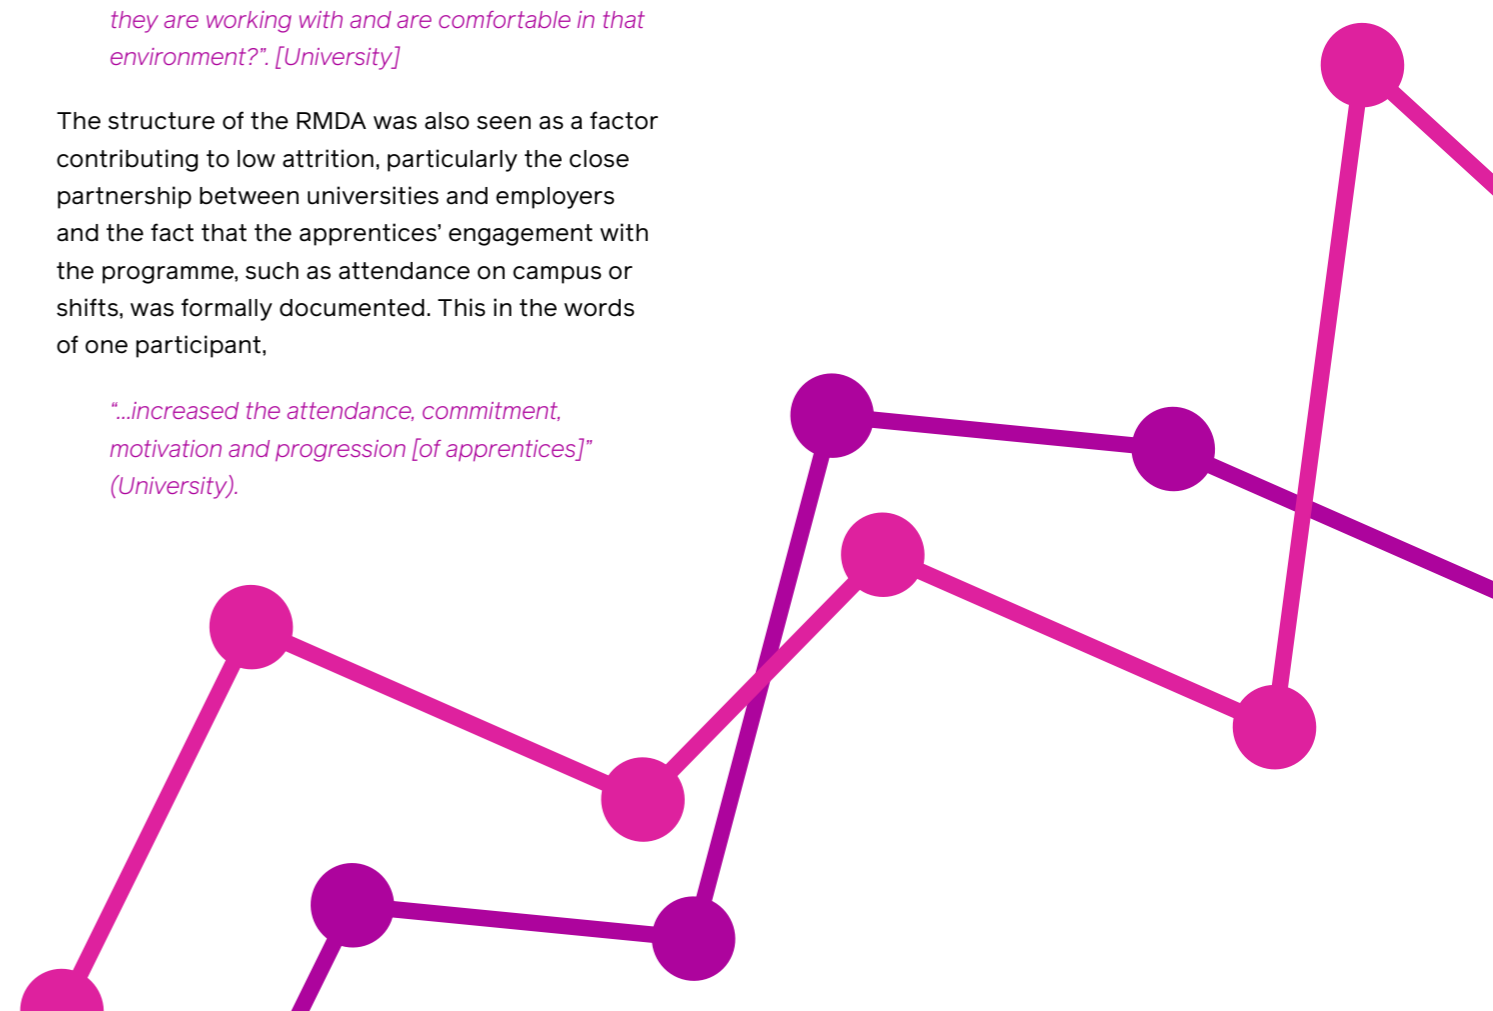 they are working with and are comfortable in that
environment?”. [University]
The structure of the RMDA was also seen as a factor
contributing to low attrition, particularly the close
partnership between universities and employers
and the fact that the apprentices’ engagement with
the programme, such as attendance on campus or
shifts, was formally documented. This in the words
of one participant,
“...increased the attendance, commitment,
motivation and progression [of apprentices]”
(University).